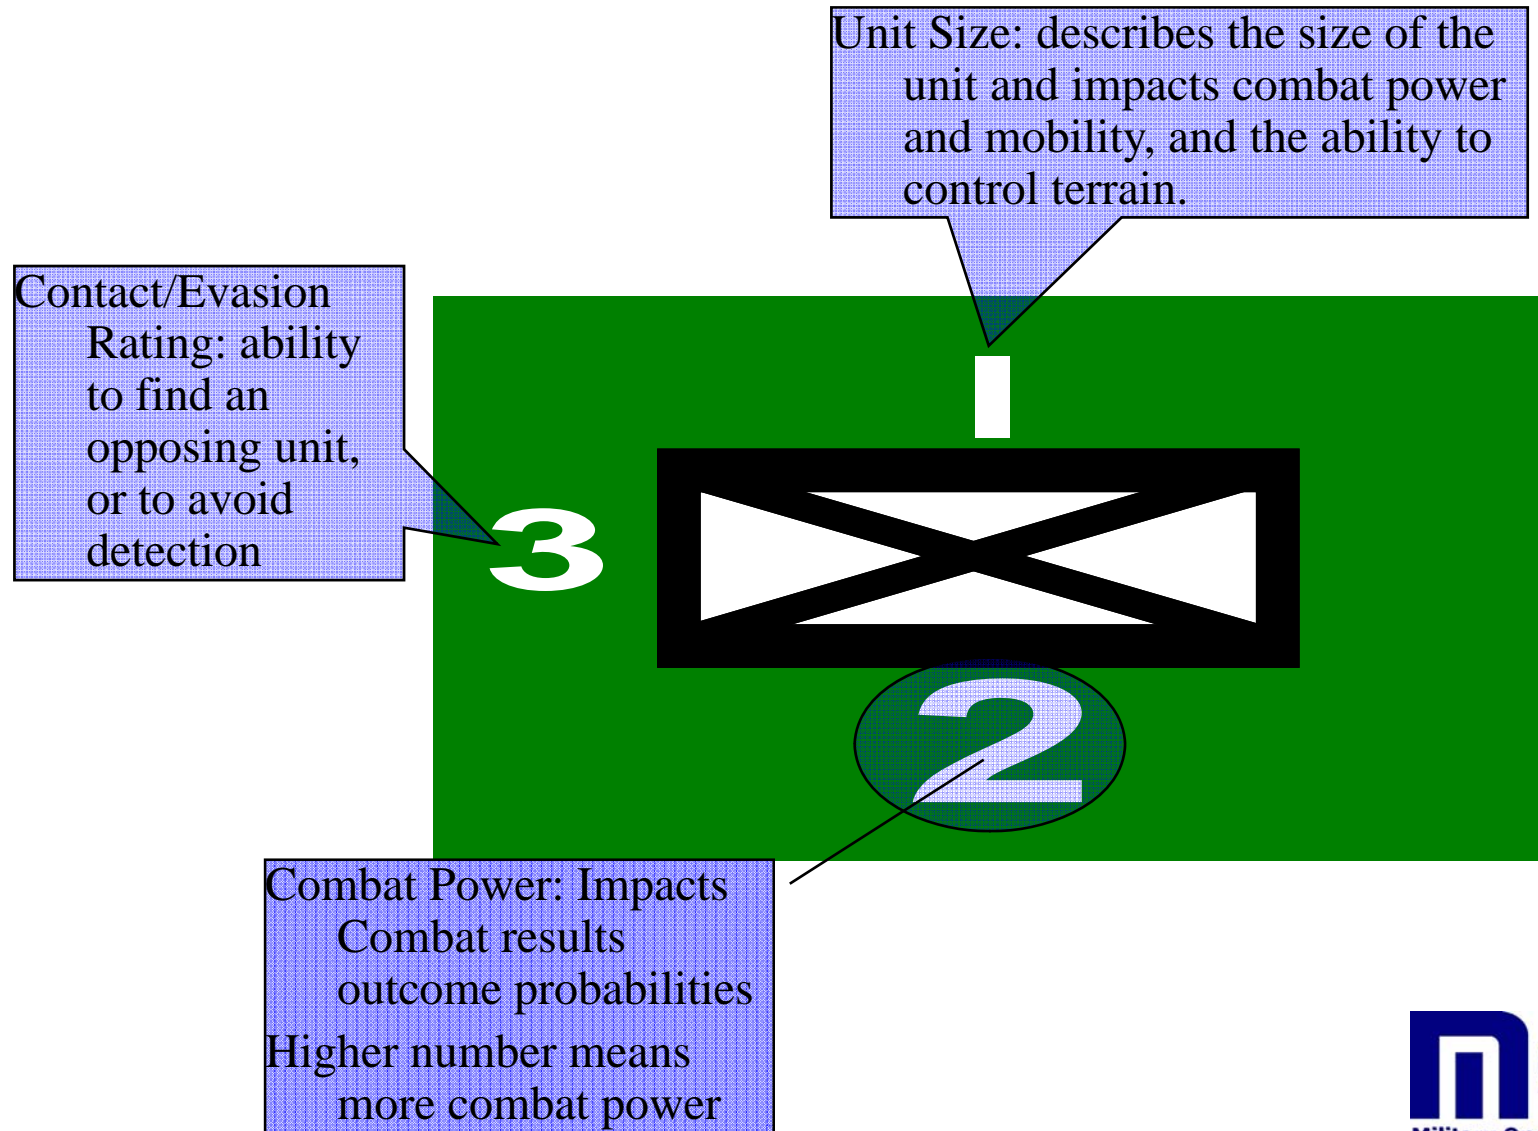 Unit Size: describes the size of the
unit and impacts combat power
and mobility, and the ability to
control terrain.
Contact/Evasion
Rating: ability
to find an
opposing unit,
or to avoid
detection
I
3
2
Combat Power: Impacts
Combat results
outcome probabilities
Higher number means
more combat power